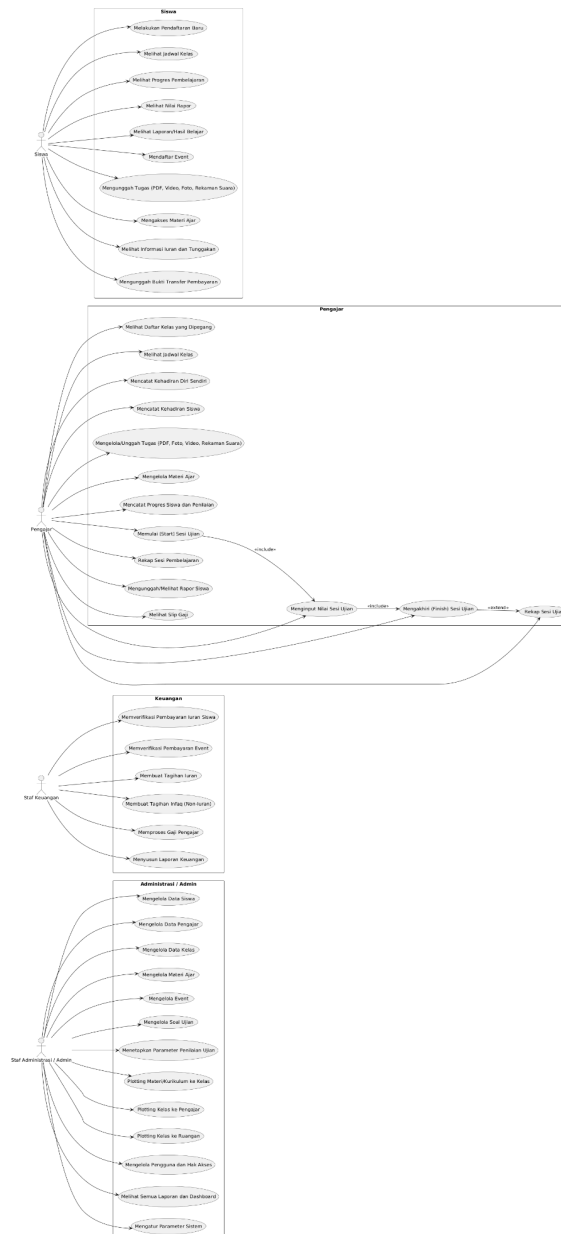 Siswa
Melakukan Pendaftaran Baru
Melihat Jadwal Kelas
Melihat Progres Pembelajaran
Melihat Nilai Rapor
Melihat Laporan/Hasil Belajar
Mendaftar Event
Mengunggah Tugas (PDF, Video, Foto, Rekaman Suara)
Mengakses Materi Ajar
Melihat Informasi Iuran dan Tunggakan
Mengunggah Bukti Transfer Pembayaran
Siswa
Pengajar
Melihat Daftar Kelas yang Dipegang
Melihat Jadwal Kelas
Mencatat Kehadiran Diri Sendiri
Mencatat Kehadiran Siswa
Mengelola/Unggah Tugas (PDF, Foto, Video, Rekaman Suara)
Mengelola Materi Ajar
Mencatat Progres Siswa dan Penilaian
Memulai (Start) Sesi Ujian
Rekap Sesi Pembelajaran
Mengunggah/Melihat Rapor Siswa
Melihat Slip Gaji
Pengajar
«include»
Menginput Nilai Sesi Ujian
«include»
Mengakhiri (Finish) Sesi Ujian
«extend»
Rekap Sesi Ujia
Keuangan
Memverifikasi Pembayaran Iuran Siswa
Memverifikasi Pembayaran Event
Membuat Tagihan Iuran
Membuat Tagihan Infaq (Non-Iuran)
Memproses Gaji Pengajar
Menyusun Laporan Keuangan
Staf Keuangan
Administrasi / Admin
Mengelola Data Siswa
Mengelola Data Pengajar
Mengelola Data Kelas
Mengelola Materi Ajar
Mengelola Event
Mengelola Soal Ujian
Menetapkan Parameter Penilaian Ujian
Plotting Materi/Kurikulum ke Kelas
Plotting Kelas ke Pengajar
Plotting Kelas ke Ruangan
Mengelola Pengguna dan Hak Akses
Melihat Semua Laporan dan Dashboard
Mengatur Parameter Sistem
Staf Administrasi / Admin